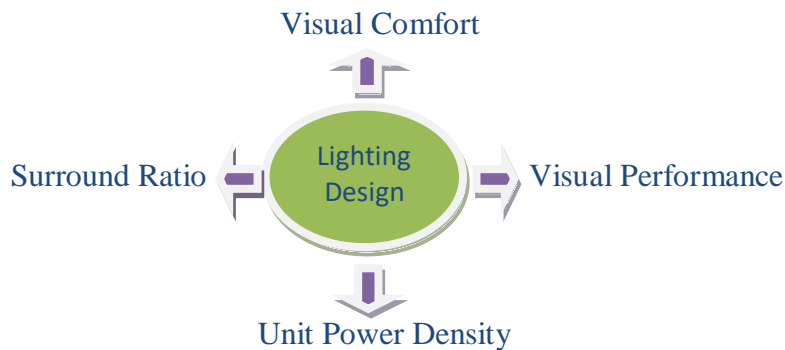 Visual Comfort
Surround Ratio
Lighting
Design
Visual Performance
Unit Power Density